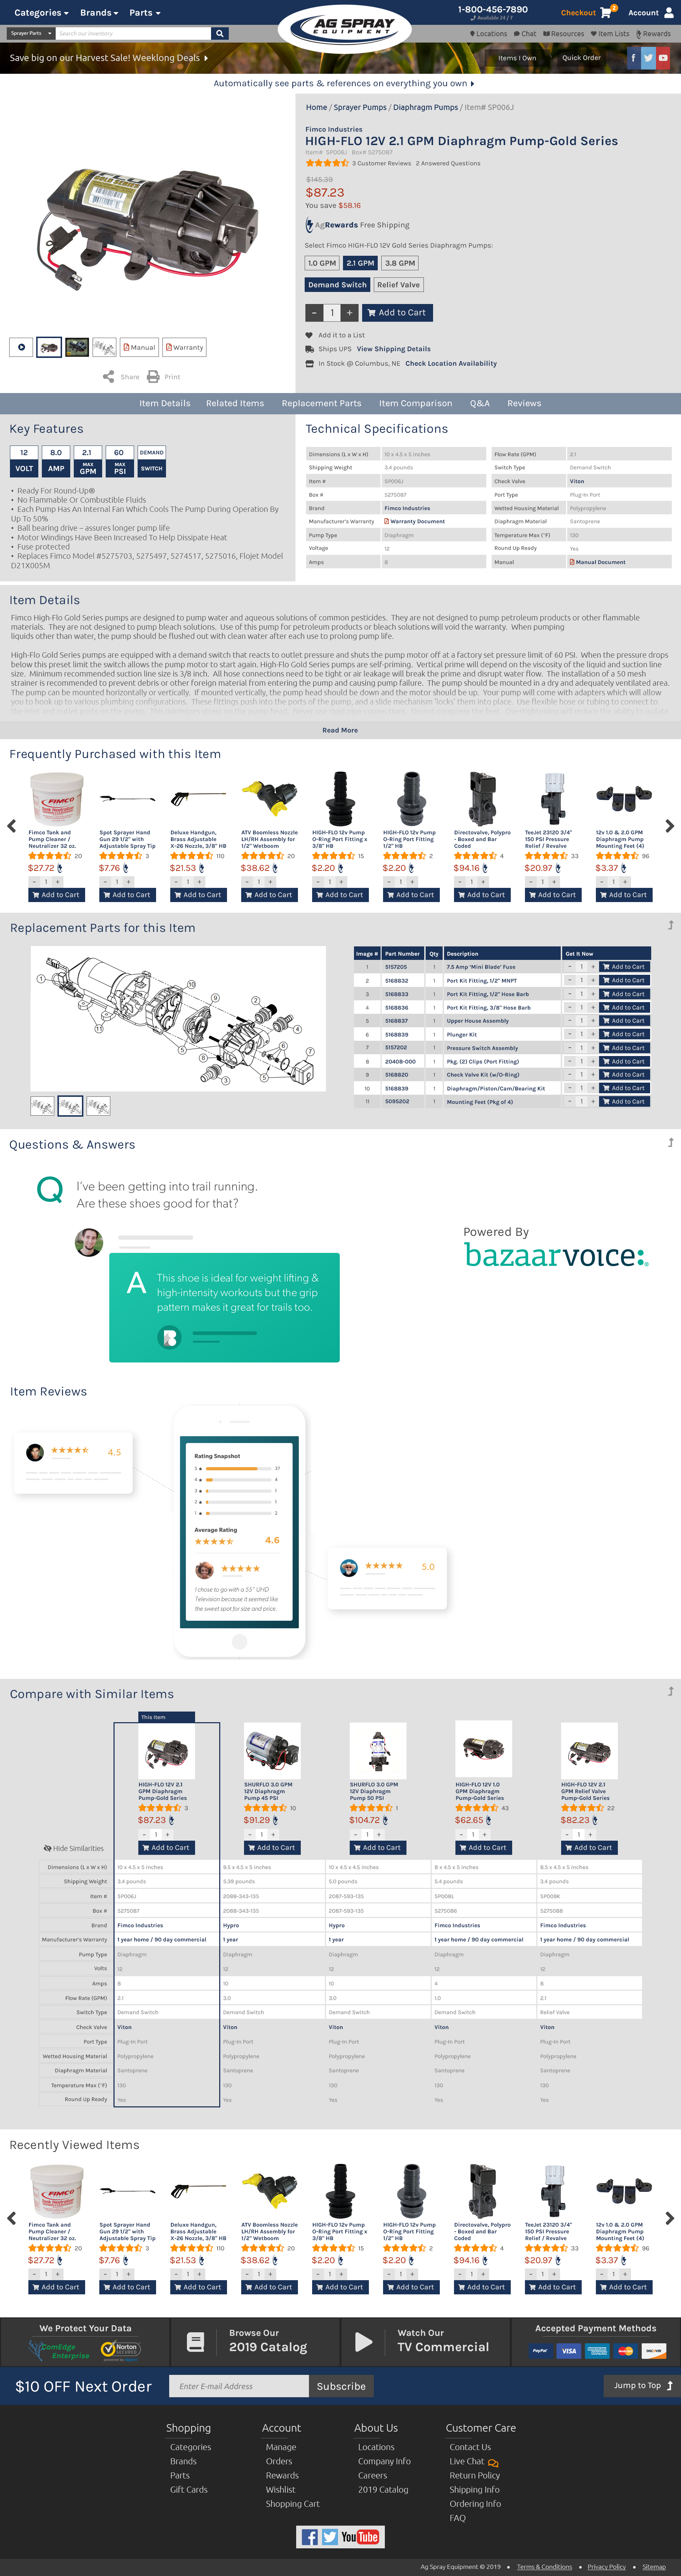 Categories Brands Parts
1-800-456-7890
Available 24 / 7
Checkout 2 Account
Sprayer Parts Search our inventory
AG SPRAY
EQUIPMENT
Locations Chat Resources Item Lists Rewards
Save big on our Harvest Sale! Weeklong Deals
Items I Own Quick Order
Automatically see parts & references on everything you own
Home / Sprayer Pumps / Diaphragm Pumps / Item# SP006J
Fimco Industries
HIGH-FLO 12V 2.1 GPM Diaphragm Pump-Gold Series
Item# SP006J Box# 5275087
3 Customer Reviews 2 Answered Questions
$145.39
$87.23
You save $58.16
AgRewards Free Shipping
Select Fimco HIGH-FLO 12V Gold Series Diaphragm Pumps:
1.0 GPM 2.1 GPM 3.8 GPM
Demand Switch Relief Valve
- 1 + Add to Cart
Add it to a List
Ships UPS View Shipping Details
In Stock @ Columbus, NE Check Location Availability
Manual Warranty
Share Print
Item Details Related Items Replacement Parts Item Comparison Q&A Reviews
Key Features
12 VOLT
8.0 AMP
2.1 MAX GPM
60 MAX PSI
DEMAND SWITCH
• Ready For Round-Up®
• No Flammable Or Combustible Fluids
• Each Pump Has An Internal Fan Which Cools The Pump During Operation By
Up To 50%
• Ball bearing drive – assures longer pump life
• Motor Windings Have Been Increased To Help Dissipate Heat
• Fuse protected
• Replaces Fimco Model #5275703, 5275497, 5274517, 5275016, Flojet Model
D21X005M
Technical Specifications
Dimensions (L x W x H) 10 x 4.5 x 5 inches
Shipping Weight 3.4 pounds
Item # SP006J
Box # 5275087
Brand Fimco Industries
Manufacturer's Warranty Warranty Document
Pump Type Diaphragm
Voltage 12
Amps 8
Flow Rate (GPM) 2.1
Switch Type Demand Switch
Check Valve Viton
Port Type Plug-In Port
Wetted Housing Material Polypropylene
Diaphragm Material Santoprene
Temperature Max (°F) 130
Round Up Ready Yes
Manual Manual Document
Item Details
Fimco High-Flo Gold Series pumps are designed to pump water and aqueous solutions of common pesticides. They are not designed to pump petroleum products or other flammable
materials. They are not designed to pump bleach solutions. Use of this pump for petroleum products or bleach solutions will void the warranty. When pumping
liquids other than water, the pump should be flushed out with clean water after each use to prolong pump life.
High-Flo Gold Series pumps are equipped with a demand switch that reacts to outlet pressure and shuts the pump motor off at a factory set pressure limit of 60 PSI. When the pressure drops
below this preset limit the switch allows the pump motor to start again. High-Flo Gold Series pumps are self-priming. Vertical prime will depend on the viscosity of the liquid and suction line
size. Minimum recommended suction line size is 3/8 inch. All hose connections need to be tight or air leakage will break the prime and disrupt water flow. The installation of a 50 mesh
strainer is recommended to prevent debris or other foreign material from entering the pump and causing pump failure. The pump should be mounted in a dry and adequately ventilated area.
The pump can be mounted horizontally or vertically. If mounted vertically, the pump head should be down and the motor should be up. Your pump will come with adapters which will allow
you to hook up to various plumbing configurations. These fittings push into the ports of the pump, and a slide mechanism 'locks' them into place. Use flexible hose or tubing to connect to
Read More
Frequently Purchased with this Item
Fimco Tank and Pump Cleaner / Neutralizer 32 oz. 20 $27.72 - 1 + Add to Cart
Spot Sprayer Hand Gun 29 1/2" with Adjustable Spray Tip 3 $7.76 - 1 + Add to Cart
Deluxe Handgun, Brass Adjustable X-26 Nozzle, 3/8" HB 110 $21.53 - 1 + Add to Cart
ATV Boomless Nozzle LH/RH Assembly for 1/2" Wetboom 20 $38.62 - 1 + Add to Cart
HIGH-FLO 12v Pump O-Ring Port Fitting x 3/8" HB 15 $2.20 - 1 + Add to Cart
HIGH-FLO 12v Pump O-Ring Port Fitting 1/2" HB 2 $2.20 - 1 + Add to Cart
Directovalve, Polypro - Boxed and Bar Coded 4 $94.16 - 1 + Add to Cart
TeeJet 23120 3/4" 150 PSI Pressure Relief / Revalve 33 $20.97 - 1 + Add to Cart
12v 1.0 & 2.0 GPM Diaphragm Pump Mounting Feet (4) 96 $3.37 - 1 + Add to Cart
Replacement Parts for this Item
1 10 9 2 11 4 5 8 6 7 3 5
Image # Part Number Qty Description Get It Now
1 5157205 1 7.5 Amp 'Mini Blade' Fuse - 1 + Add to Cart
2 5168832 1 Port Kit Fitting, 1/2" MNPT - 1 + Add to Cart
3 5168833 1 Port Kit Fitting, 1/2" Hose Barb - 1 + Add to Cart
4 5168836 1 Port Kit Fitting, 3/8" Hose Barb - 1 + Add to Cart
5 5168837 1 Upper House Assembly - 1 + Add to Cart
6 5168839 1 Plunger Kit - 1 + Add to Cart
7 5157202 1 Pressure Switch Assembly - 1 + Add to Cart
8 20408-000 1 Pkg. (2) Clips (Port Fitting) - 1 + Add to Cart
9 5168820 1 Check Valve Kit (w/O-Ring) - 1 + Add to Cart
10 5168839 1 Diaphragm/Piston/Cam/Bearing Kit - 1 + Add to Cart
11 5095202 1 Mounting Feet (Pkg of 4) - 1 + Add to Cart
Questions & Answers
Q I've been getting into trail running.
Are these shoes good for that?
A This shoe is ideal for weight lifting &
high-intensity workouts but the grip
pattern makes it great for trails too.
Powered By
bazaarvoice
Item Reviews
4.5
Rating Snapshot
5 ★ 37
4 ★ 4
3 ★ 1
2 ★ 1
1 ★ 2
Average Rating
4.6
I chose to go with a 55" UHD
Television because it seemed like
the sweet spot for size and price.
5.0
Compare with Similar Items
This Item
HIGH-FLO 12V 2.1 GPM Diaphragm Pump-Gold Series 3 $87.23 - 1 + Add to Cart
SHURFLO 3.0 GPM 12V Diaphragm Pump 45 PSI 10 $91.29 - 1 + Add to Cart
SHURFLO 3.0 GPM 12V Diaphragm Pump 50 PSI 1 $104.72 - 1 + Add to Cart
HIGH-FLO 12V 1.0 GPM Diaphragm Pump-Gold Series 43 $62.65 - 1 + Add to Cart
HIGH-FLO 12V 2.1 GPM Relief Valve Pump-Gold Series 22 $82.23 - 1 + Add to Cart
Hide Similarities
Dimensions (L x W x H) 10 x 4.5 x 5 inches 9.5 x 4.5 x 5 inches 10 x 4.5 x 4.5 inches 8 x 4.5 x 5 inches 8.5 x 4.5 x 5 inches
Shipping Weight 3.4 pounds 5.39 pounds 5.0 pounds 5.4 pounds 3.4 pounds
Item # SP006J 2088-343-135 2087-593-135 SP008L SP009K
Box # 5275087 2088-343-135 2087-593-135 5275086 5275088
Brand Fimco Industries Hypro Hypro Fimco Industries Fimco Industries
Manufacturer's Warranty 1 year home / 90 day commercial 1 year 1 year 1 year home / 90 day commercial 1 year home / 90 day commercial
Pump Type Diaphragm Diaphragm Diaphragm Diaphragm Diaphragm
Volts 12 12 12 12 12
Amps 8 10 10 4 8
Flow Rate (GPM) 2.1 3.0 3.0 1.0 2.1
Switch Type Demand Switch Demand Switch Demand Switch Demand Switch Relief Valve
Check Valve Viton Viton Viton Viton Viton
Port Type Plug-In Port Plug-In Port Plug-In Port Plug-In Port Plug-In Port
Wetted Housing Material Polypropylene Polypropylene Polypropylene Polypropylene Polypropylene
Diaphragm Material Santoprene Santoprene Santoprene Santoprene Santoprene
Temperature Max (°F) 130 130 130 130 130
Round Up Ready Yes Yes Yes Yes Yes
Recently Viewed Items
Fimco Tank and Pump Cleaner / Neutralizer 32 oz. 20 $27.72 - 1 + Add to Cart
Spot Sprayer Hand Gun 29 1/2" with Adjustable Spray Tip 3 $7.76 - 1 + Add to Cart
Deluxe Handgun, Brass Adjustable X-26 Nozzle, 3/8" HB 110 $21.53 - 1 + Add to Cart
ATV Boomless Nozzle LH/RH Assembly for 1/2" Wetboom 20 $38.62 - 1 + Add to Cart
HIGH-FLO 12v Pump O-Ring Port Fitting x 3/8" HB 15 $2.20 - 1 + Add to Cart
HIGH-FLO 12v Pump O-Ring Port Fitting 1/2" HB 2 $2.20 - 1 + Add to Cart
Directovalve, Polypro - Boxed and Bar Coded 4 $94.16 - 1 + Add to Cart
TeeJet 23120 3/4" 150 PSI Pressure Relief / Revalve 33 $20.97 - 1 + Add to Cart
12v 1.0 & 2.0 GPM Diaphragm Pump Mounting Feet (4) 96 $3.37 - 1 + Add to Cart
We Protect Your Data
ComEdge Enterprise
Norton SECURED
Browse Our
2019 Catalog
Watch Our
TV Commercial
Accepted Payment Methods
PayPal VISA MasterCard DISCOVER
$10 OFF Next Order Enter E-mail Address Subscribe Jump to Top
Shopping
Categories
Brands
Parts
Gift Cards
Account
Manage
Orders
Rewards
Wishlist
Shopping Cart
About Us
Locations
Company Info
Careers
2019 Catalog
Customer Care
Contact Us
Live Chat
Return Policy
Shipping Info
Ordering Info
FAQ
YouTube
Ag Spray Equipment © 2019 • Terms & Conditions • Privacy Policy • Sitemap